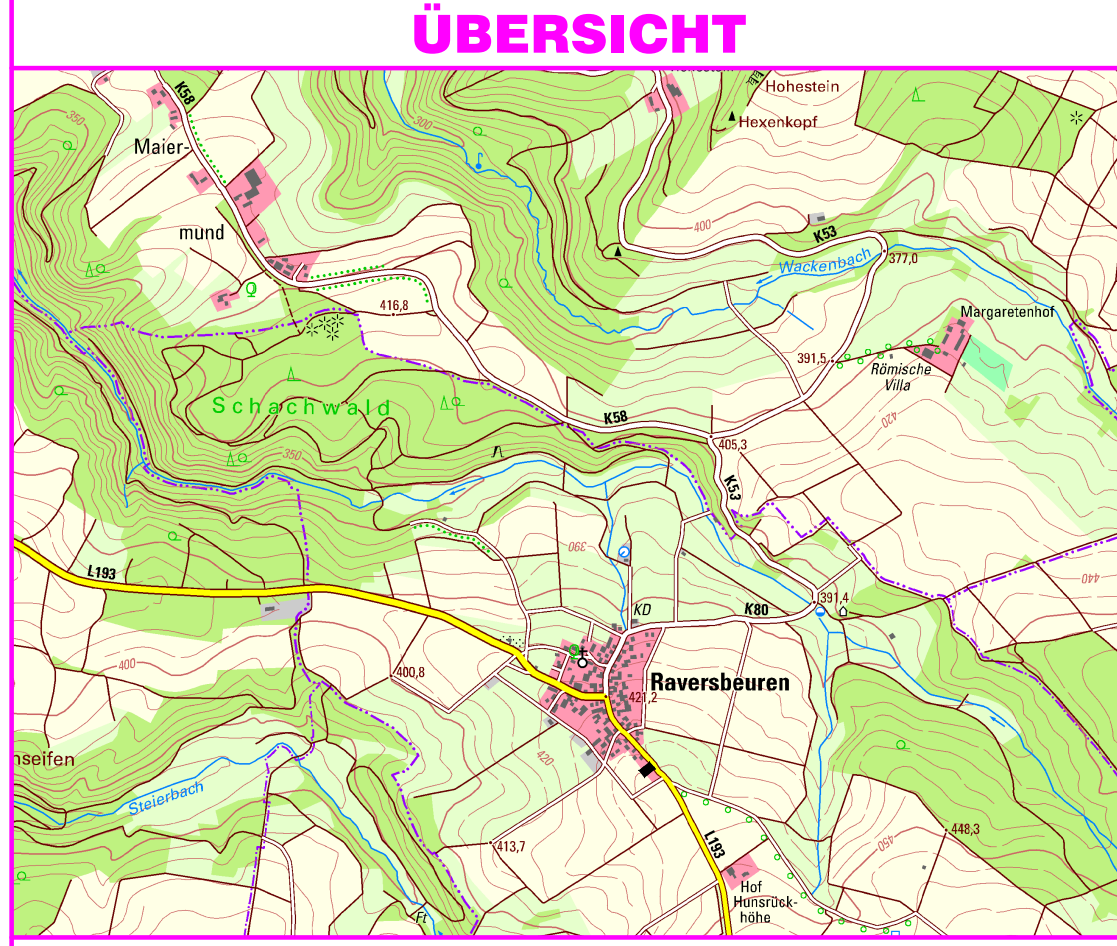 ÜBERSICHT
K58
Hohestein
Hexenkopf
350
300
Maier-
mund
400
K53
377,0
Wackenbach
416,8
Margaretenhof
391,5
Römische
Villa
Schachwald
K58
420
405,3
350
K53
390
L193
440
391,4
KD
K80
400
400,8
Raversbeuren
421,2
nseifen
420
Steierbach
448,3
450
L193
413,7
Hof
Hunsrück-
höhe
Ft